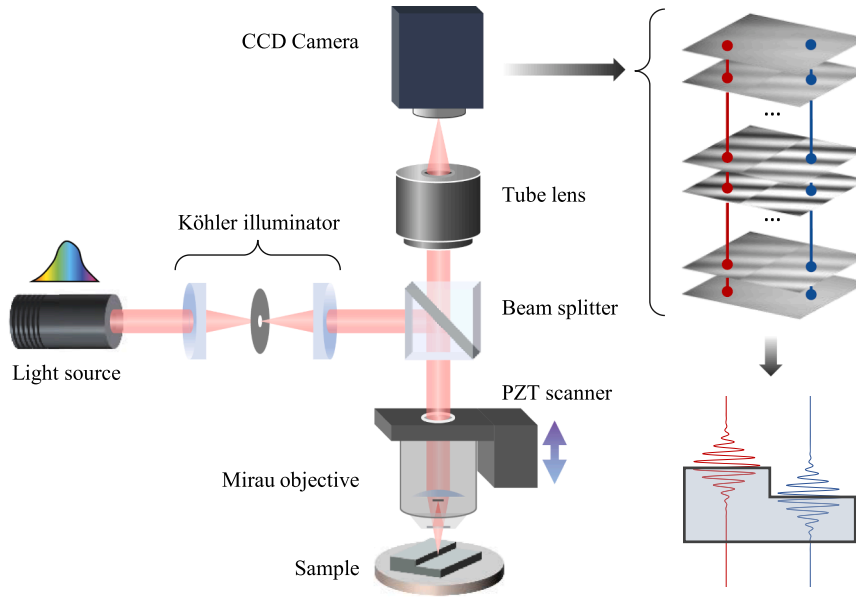 CCD Camera
...
Tube lens
Köhler illuminator
...
Beam splitter
Light source
PZT scanner
Mirau objective
Sample